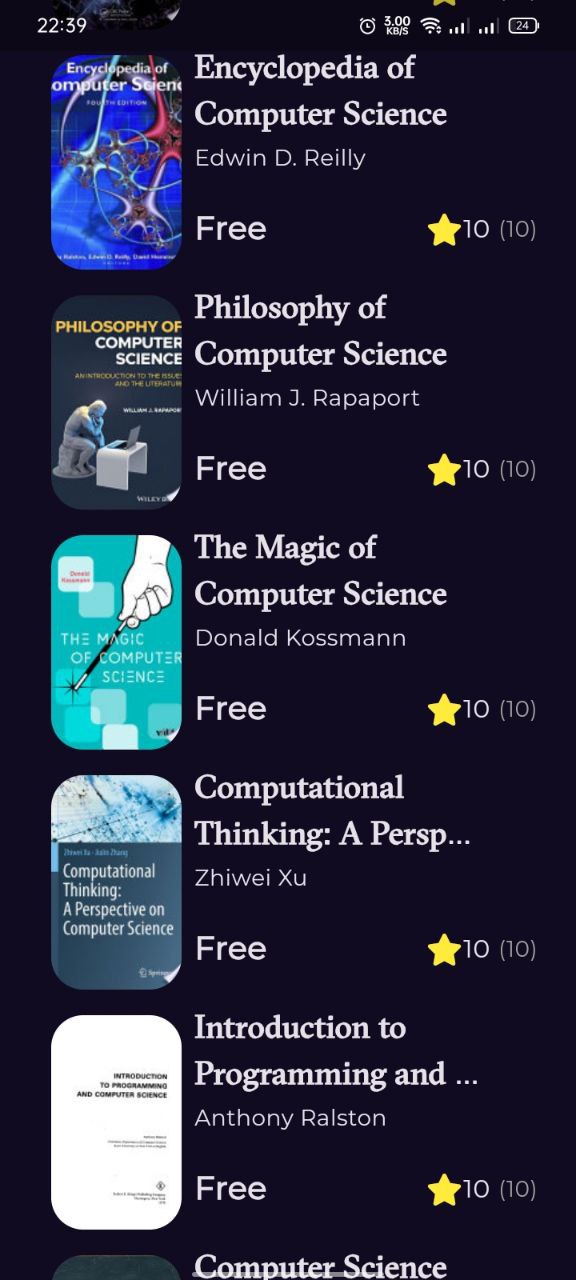 22:39
3.00
KB/S
24
Encyclopedia of
Computer Science
FOURTH EDITION
Encyclopedia of
Computer Science
Edwin D. Reilly
Free
10 (10)
PHILOSOPHY OF
COMPUTER
SCIENCE
AN INTRODUCTION TO THE ISSUES
AND THE LITERATURE
WILLIAM J. RAPAPORT
WILEY
Philosophy of
Computer Science
William J. Rapaport
Free
10 (10)
Donald
Kossmann
THE MAGIC
OF COMPUTER
SCIENCE
The Magic of
Computer Science
Donald Kossmann
Free
10 (10)
Zhiwei Xu · Jialin Zhang
Computational
Thinking:
A Perspective on
Computer Science
Springer
Computational
Thinking: A Persp...
Zhiwei Xu
Free
10 (10)
INTRODUCTION
TO PROGRAMMING
AND COMPUTER SCIENCE
Introduction to
Programming and ...
Anthony Ralston
Free
10 (10)
Computer Science